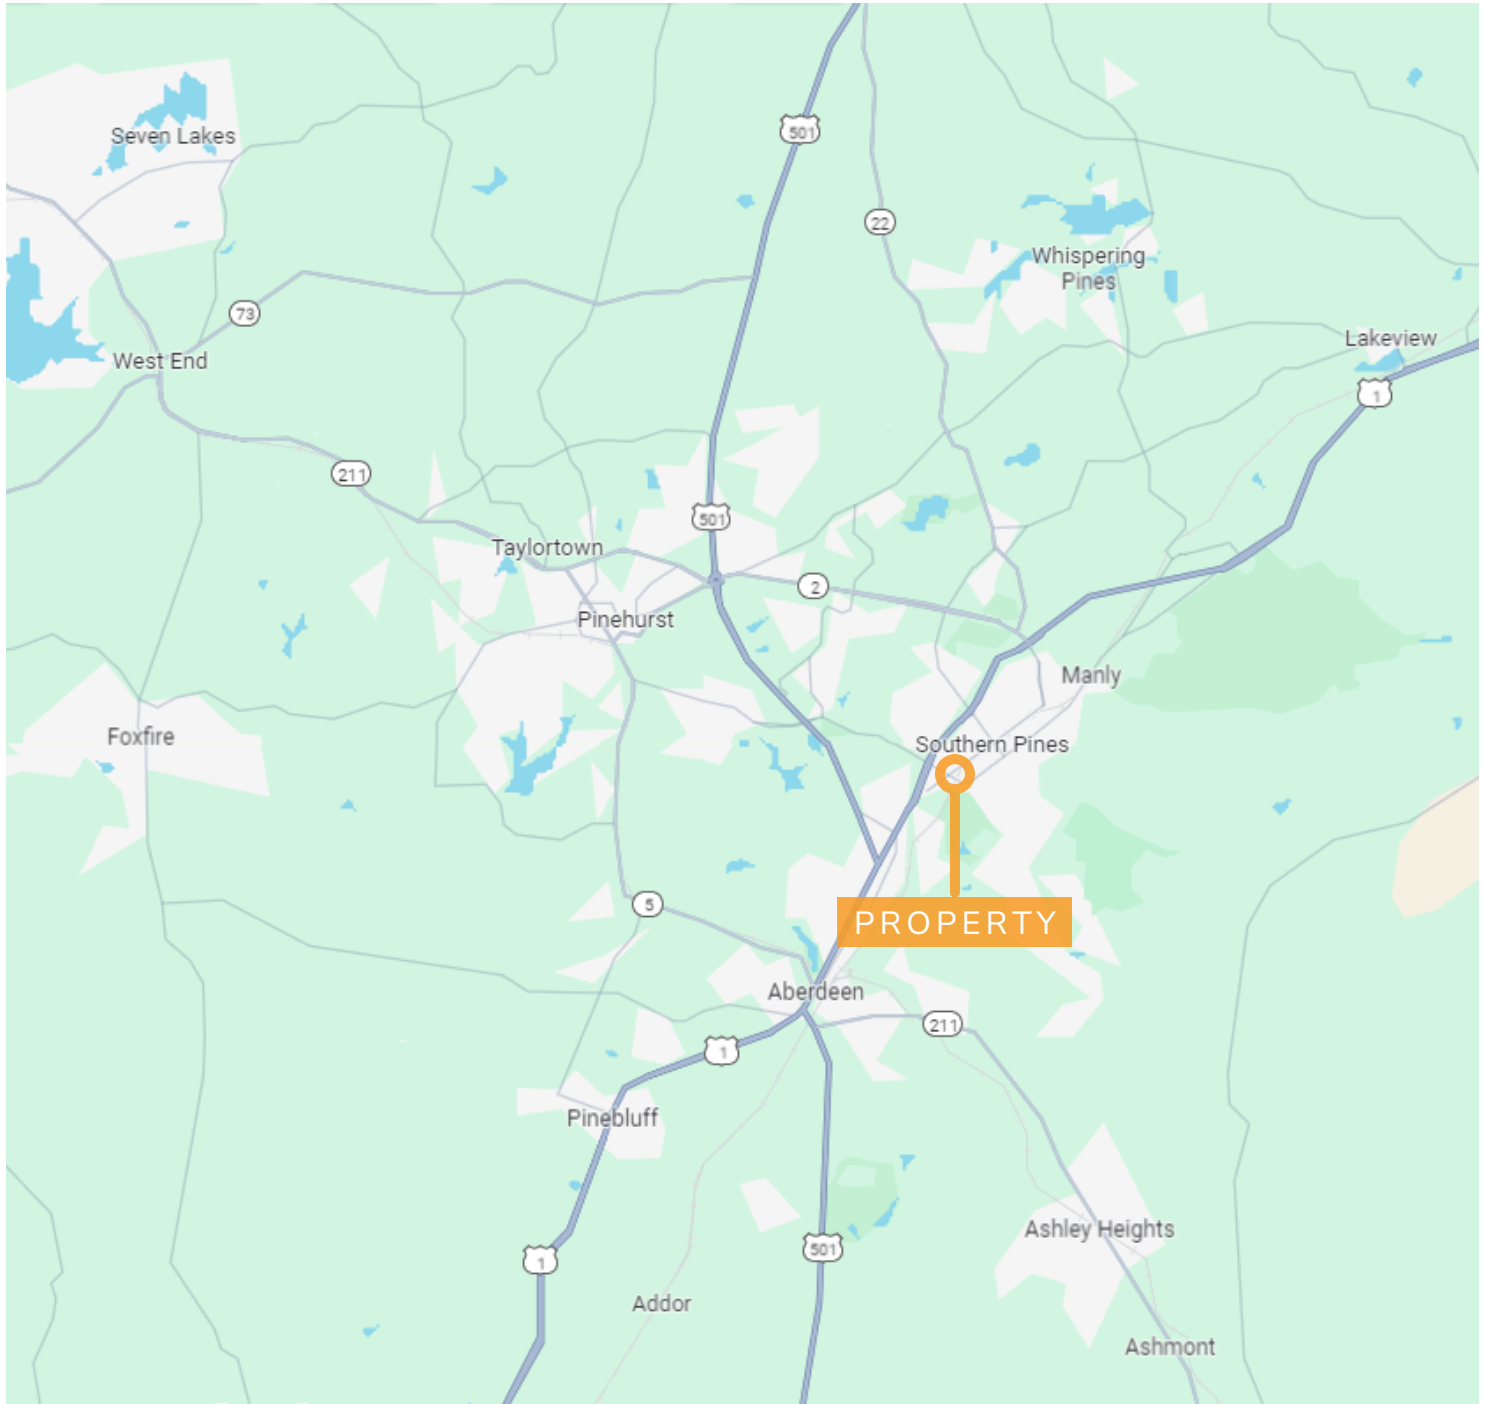 501
Seven Lakes
22
Whispering
Pines
73
Lakeview
West End
1
211
501
Taylortown
2
Pinehurst
Manly
Foxfire
Southern Pines
5
PROPERTY
Aberdeen
211
1
Pinebluff
Ashley Heights
501
1
Addor
Ashmont